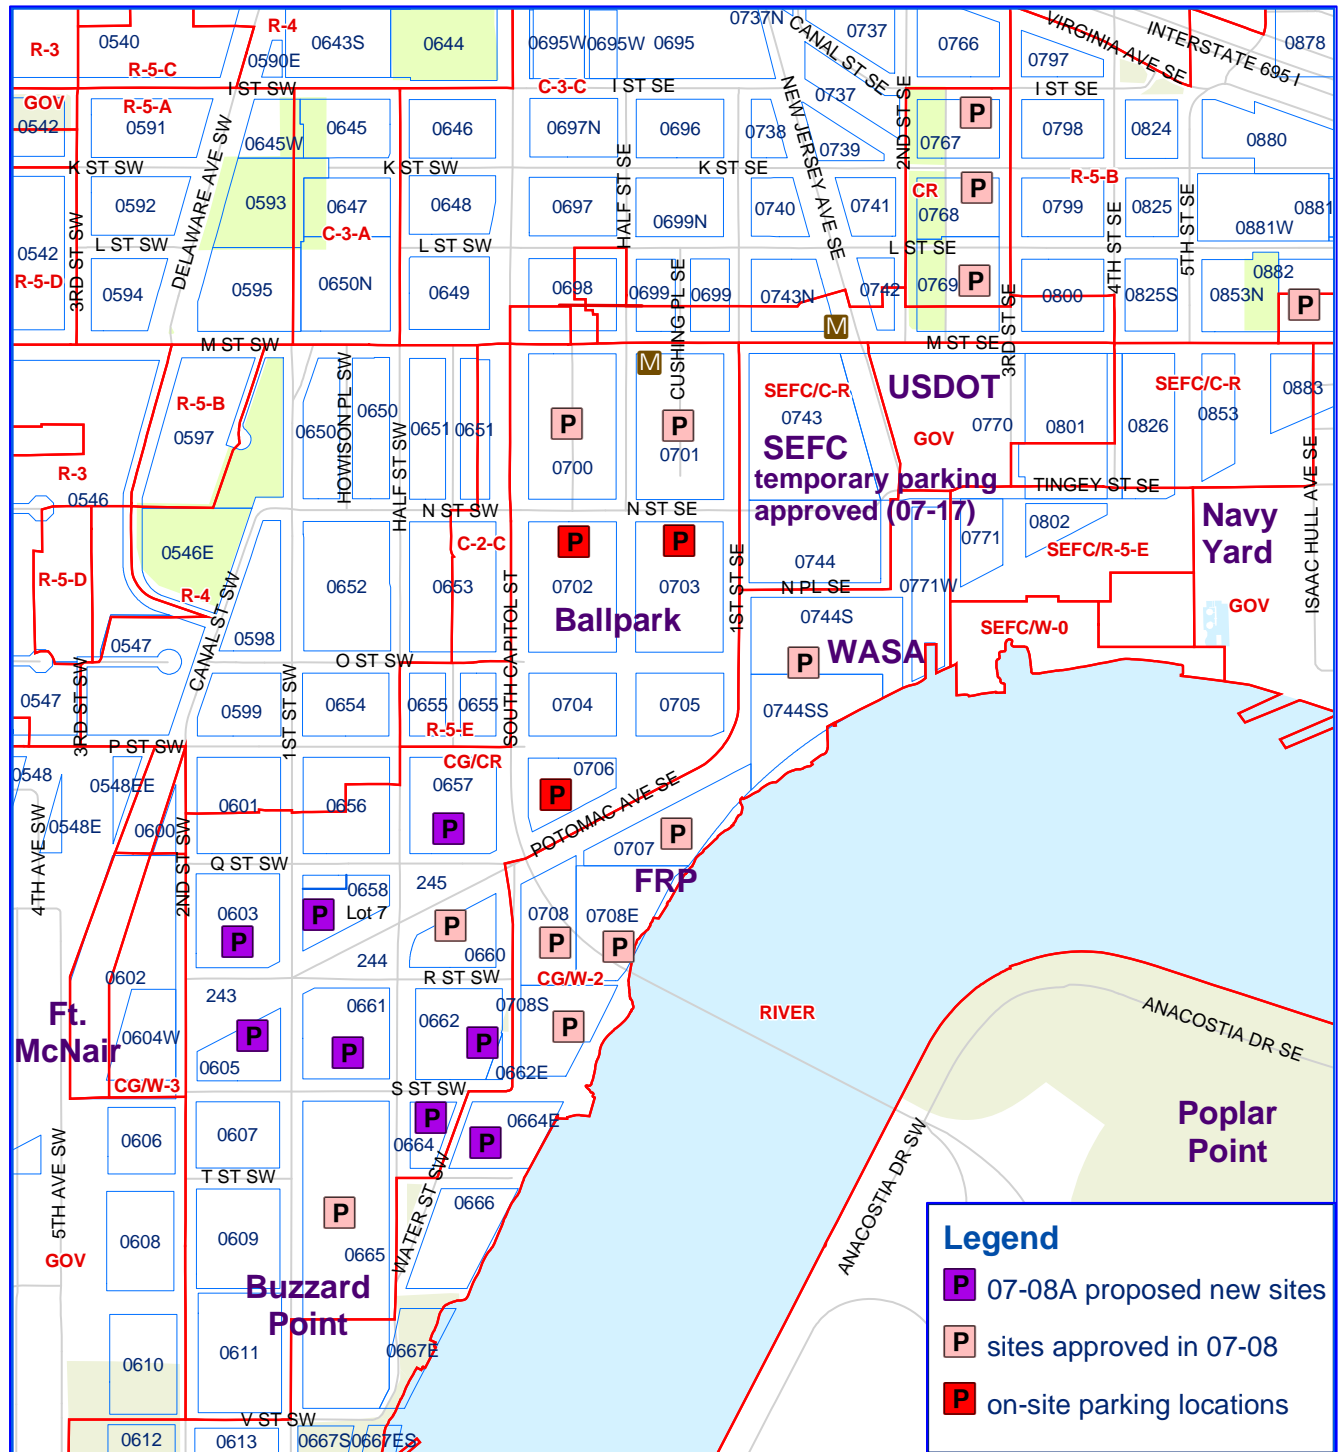 R-3
0540
R-4
0590E
0643S
0644
0695W
0695W
0695
0737N
CANAL ST SE
0737
0766
VIRGINIA AVE SE
INTERSTATE 695 I
0878
0797
R-5-C
I ST SW
C-3-C
I ST SE
NEW JERSEY AVE SE
0737
2ND ST SE
I ST SE
GOV
0542
R-5-A
0591
DELAWARE AVE SW
0645W
0645
0646
0697N
0696
0738
0739
0767
P
0798
0824
0880
K ST SW
K ST SW
HALF ST SE
K ST SE
R-5-B
0592
0593
0647
0648
0697
0699N
0740
0741
CR
0768
P
0799
0825
5TH ST SE
0881
0881W
3RD ST SW
L ST SW
C-3-A
L ST SW
L ST SE
4TH ST SE
0542
R-5-D
0594
0595
0650N
0649
0698
0699
CUSHING PL SE
0699
0743N
0742
0769
P
3RD ST SE
0800
0825S
0853N
0882
P
M
M ST SW
M ST SW
M
M ST SE
R-5-B
0597
0650
HOWISON PL SW
0650
HALF ST SW
0651
0651
P
0700
P
0701
SEFC/C-R
0743
USDOT
GOV
0770
0801
0826
SEFC/C-R
0853
0883
R-3
0546
SEFC
temporary parking
approved (07-17)
TINGEY ST SE
N ST SW
N ST SE
Navy
Yard
ISAAC HULL AVE SE
0546E
R-5-D
R-4
CANAL ST SW
0652
C-2-C
0653
SOUTH CAPITOL ST
P
0702
P
0703
1ST ST SE
0744
0771
0802
SEFC/R-5-E
N PL SE
0771W
GOV
0547
0598
Ballpark
0744S
SEFC/W-0
O ST SW
P
WASA
0547
3RD ST SW
0599
1ST ST SW
0654
0655
0655
R-5-E
0704
0705
0744SS
P ST SW
0548
0548EE
0548E
0600
4TH AVE SW
2ND ST SW
0601
0656
CG/CR
0657
P
0706
P
POTOMAC AVE SE
P
0707
Q ST SW
FRP
0603
P
0658
P
Lot 7
245
P
0660
0708
P
0708E
P
244
R ST SW
CG/W-2
0602
243
Ft.
McNair
0604W
P
0605
0661
P
0662
P
0708S
P
0662E
RIVER
ANACOSTIA DR SE
CG/W-3
S ST SW
0606
0607
P
0664
P
0664E
Poplar
Point
5TH AVE SW
T ST SW
WATER ST SW
0666
ANACOSTIA DR SW
0608
0609
P
0665
GOV
Buzzard
Point
0610
0611
0667E
V ST SW
0612
0613
0667S
0667ES
Legend
P 07-08A proposed new sites
P sites approved in 07-08
P on-site parking locations